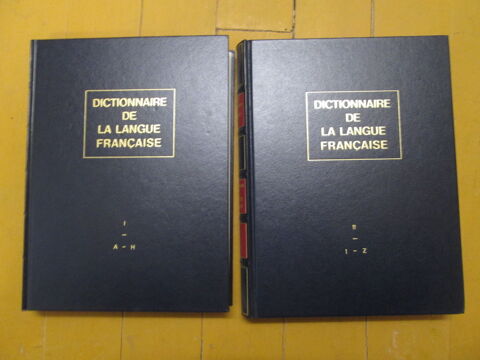 DICTIONNAIRE
DE
LA LANGUE
FRANÇAISE
I
–
A – H
DICTIONNAIRE
DE
LA LANGUE
FRANÇAISE
II
–
I – Z